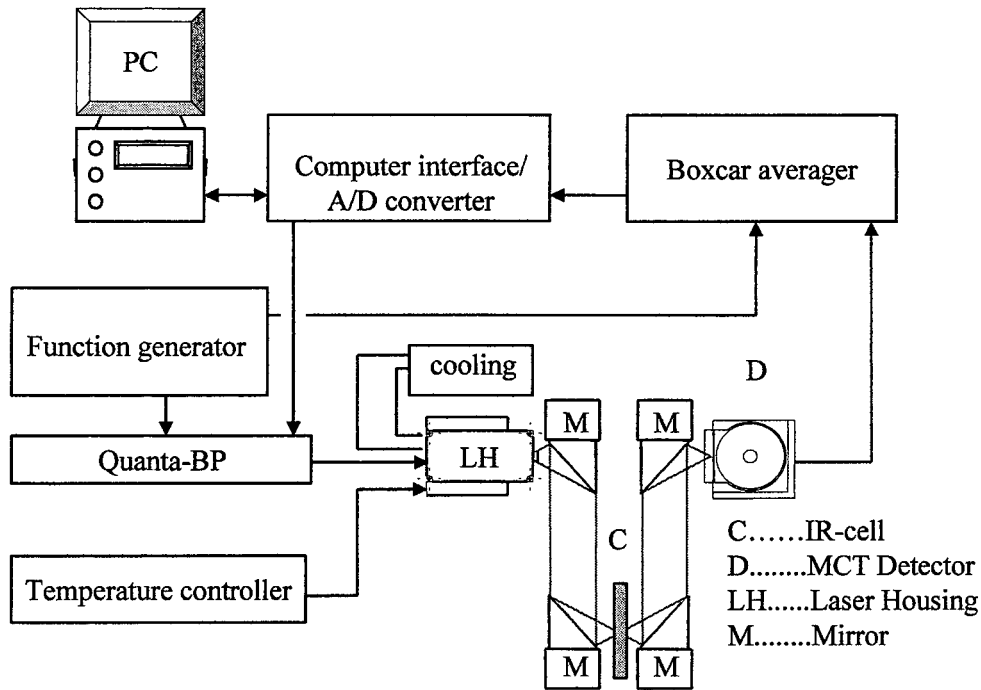 PC
Computer interface/
A/D converter
Boxcar averager
Function generator
cooling
D
M
M
Quanta-BP
LH
C
C......IR-cell
D........MCT Detector
LH......Laser Housing
M........Mirror
Temperature controller
M
M